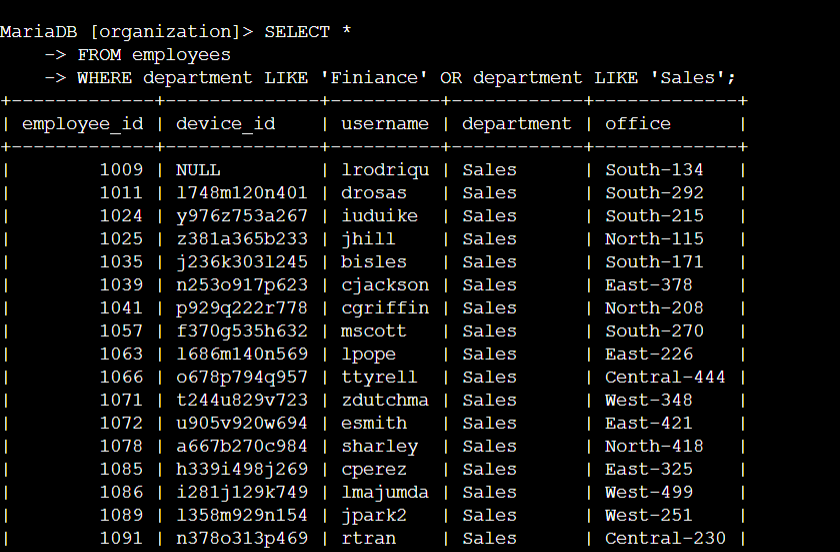 MariaDB [organization]> SELECT *
    -> FROM employees
    -> WHERE department LIKE 'Finiance' OR department LIKE 'Sales';
+-------------+--------------+----------+------------+-------------+
| employee_id | device_id    | username | department | office      |
+-------------+--------------+----------+------------+-------------+
|        1009 | NULL         | lrodriqu | Sales      | South-134   |
|        1011 | l748m120n401 | drosas   | Sales      | South-292   |
|        1024 | y976z753a267 | iuduike  | Sales      | South-215   |
|        1025 | z381a365b233 | jhill    | Sales      | North-115   |
|        1035 | j236k303l245 | bisles   | Sales      | South-171   |
|        1039 | n253o917p623 | cjackson | Sales      | East-378    |
|        1041 | p929q222r778 | cgriffin | Sales      | North-208   |
|        1057 | f370g535h632 | mscott   | Sales      | South-270   |
|        1063 | l686m140n569 | lpope    | Sales      | East-226    |
|        1066 | o678p794q957 | ttyrell  | Sales      | Central-444 |
|        1071 | t244u829v723 | zdutchma | Sales      | West-348    |
|        1072 | u905v920w694 | esmith   | Sales      | East-421    |
|        1078 | a667b270c984 | sharley  | Sales      | North-418   |
|        1085 | h339i498j269 | cperez   | Sales      | East-325    |
|        1086 | i281j129k749 | lmajumda | Sales      | West-499    |
|        1089 | l358m929n154 | jpark2   | Sales      | West-251    |
|        1091 | n378o313p469 | rtran    | Sales      | Central-230 |